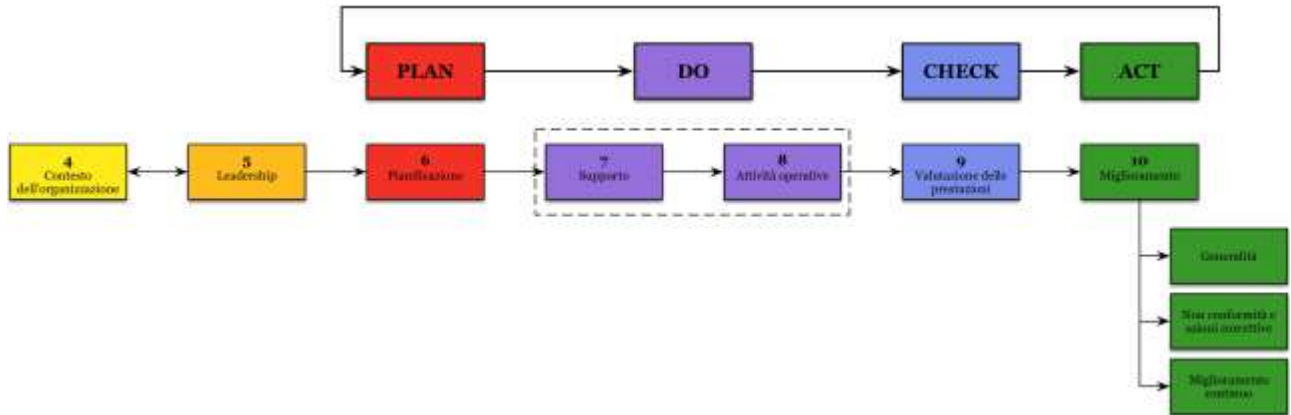 PLAN
DO
CHECK
ACT
4
Contesto
dell'organizzazione
5
Leadership
6
Pianificazione
7
Supporto
8
Attività operative
9
Valutazione delle
prestazioni
10
Miglioramento
Generalità
Non conformità e
azioni correttive
Miglioramento
continuo